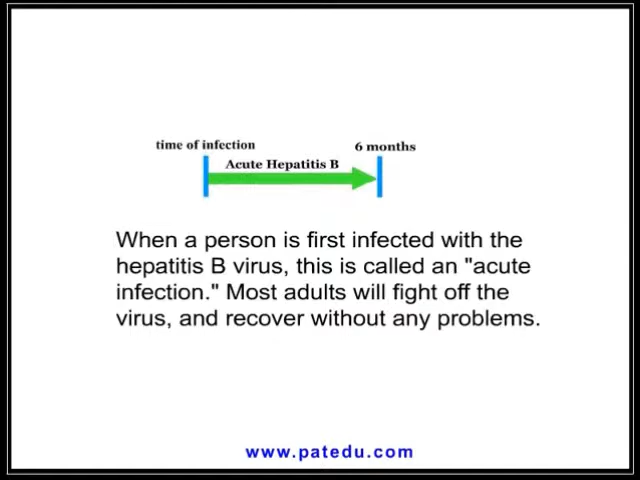 time of infection
6 months
Acute Hepatitis B
When a person is first infected with the
hepatitis B virus, this is called an "acute
infection." Most adults will fight off the
virus, and recover without any problems.
www.patedu.com